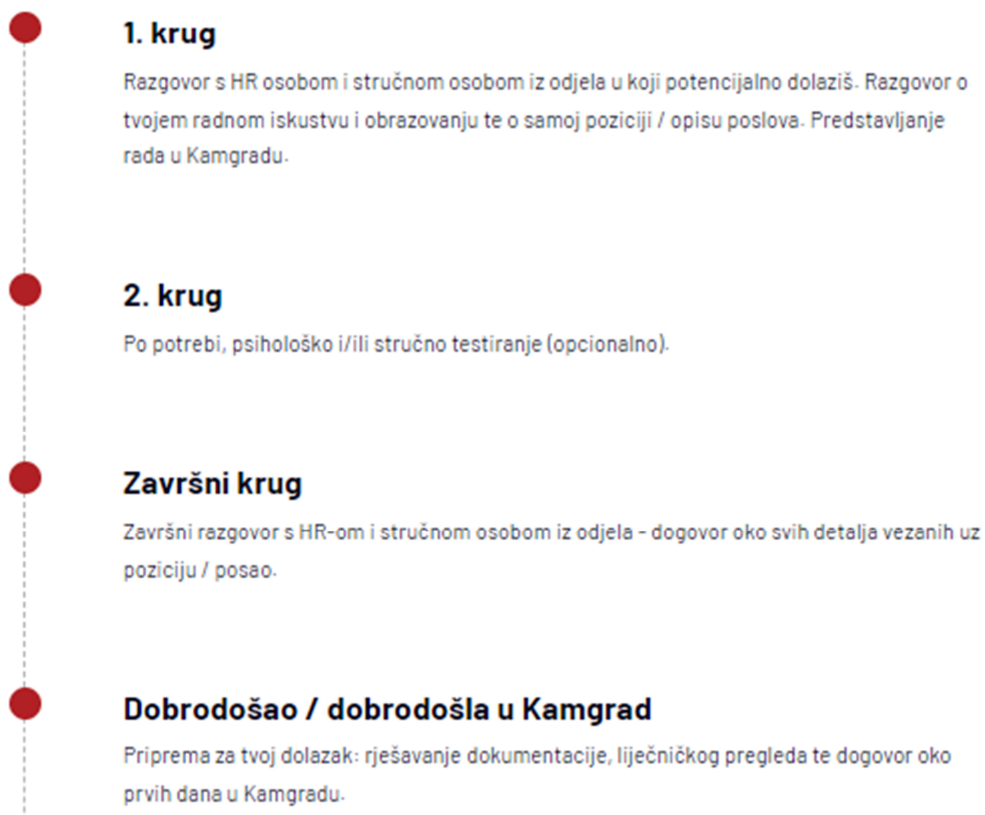 1. krug
Razgovor s HR osobom i stručnom osobom iz odjela u koji potencijalno dolaziš. Razgovor o
tvojem radnom iskustvu i obrazovanju te o samoj poziciji / opisu poslova. Predstavljanje
rada u Kamgradu.
2. krug
Po potrebi, psihološko i/ili stručno testiranje (opcionalno).
Završni krug
Završni razgovor s HR-om i stručnom osobom iz odjela - dogovor oko svih detalja vezanih uz
poziciju / posao.
Dobrodošao / dobrodošla u Kamgrad
Priprema za tvoj dolazak: rješavanje dokumentacije, liječničkog pregleda te dogovor oko
prvih dana u Kamgradu.